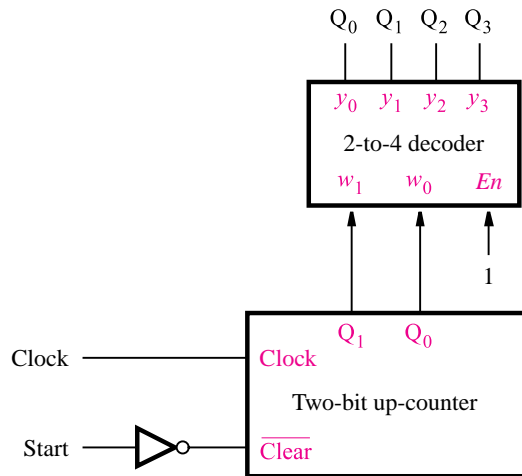 Q₀ Q₁ Q₂ Q₃
y₀ y₁ y₂ y₃
2-to-4 decoder
w₁ w₀ En
1
Q₁ Q₀
Clock Clock
Two-bit up-counter
Start C̅l̅e̅a̅r̅